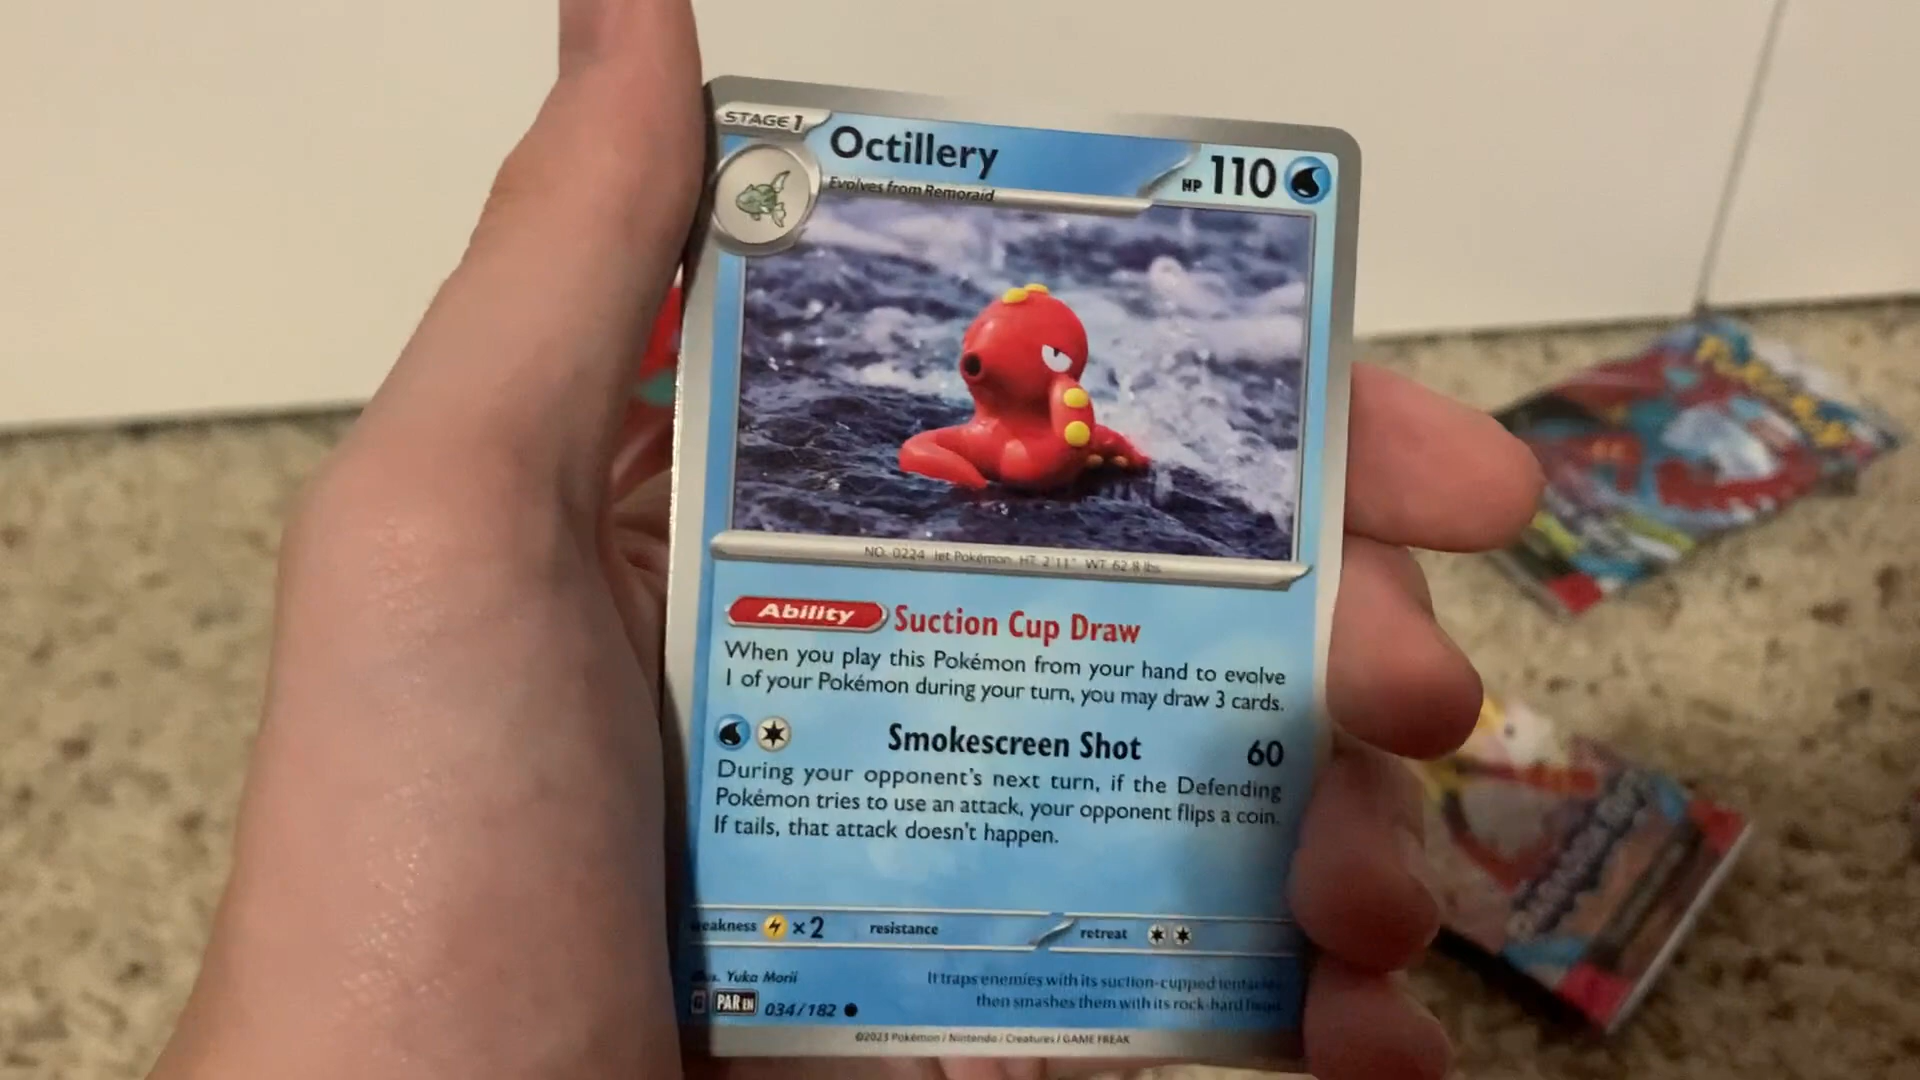 STAGE 1
Octillery
HP 110
Evolves from Remoraid
NO. 0224 Jet Pokémon HT: 2'11" WT: 62.8 lbs.
Ability Suction Cup Draw
When you play this Pokémon from your hand to evolve
1 of your Pokémon during your turn, you may draw 3 cards.
Smokescreen Shot 60
During your opponent's next turn, if the Defending
Pokémon tries to use an attack, your opponent flips a coin.
If tails, that attack doesn't happen.
weakness ×2 resistance retreat
Illus. Yuka Morii
It traps enemies with its suction-cupped tentacles,
then smashes them with its rock-hard head.
G PAR EN 034/182
©2023 Pokémon / Nintendo / Creatures / GAME FREAK